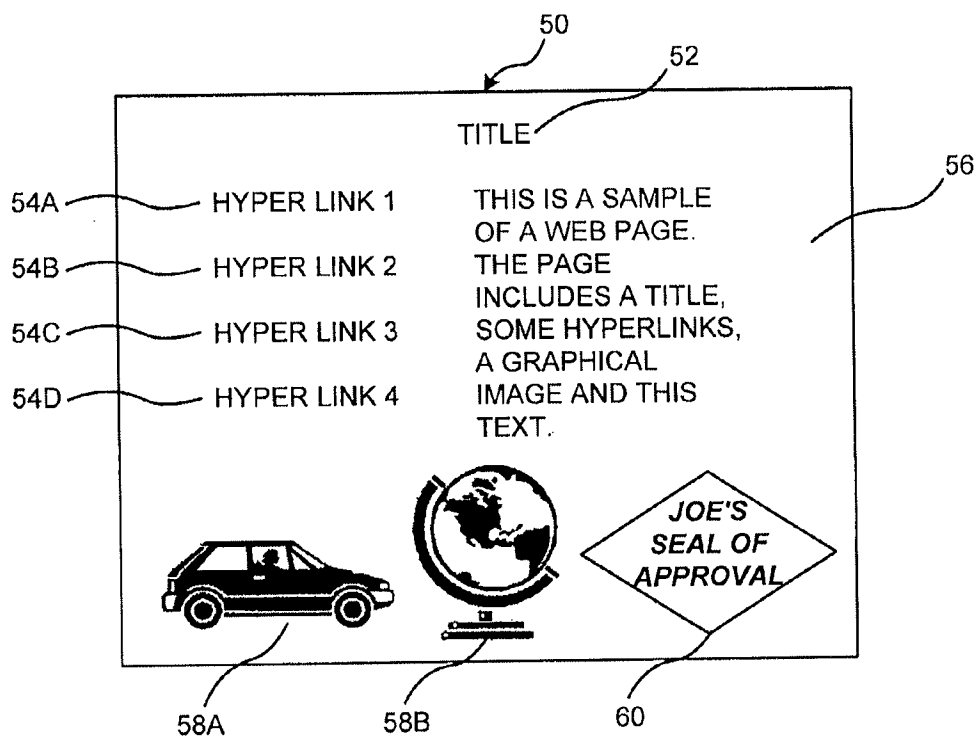 50
52
TITLE
56
54A HYPER LINK 1
54B HYPER LINK 2
54C HYPER LINK 3
54D HYPER LINK 4
THIS IS A SAMPLE
OF A WEB PAGE.
THE PAGE
INCLUDES A TITLE,
SOME HYPERLINKS,
A GRAPHICAL
IMAGE AND THIS
TEXT.
JOE'S
SEAL OF
APPROVAL
58A
58B
60